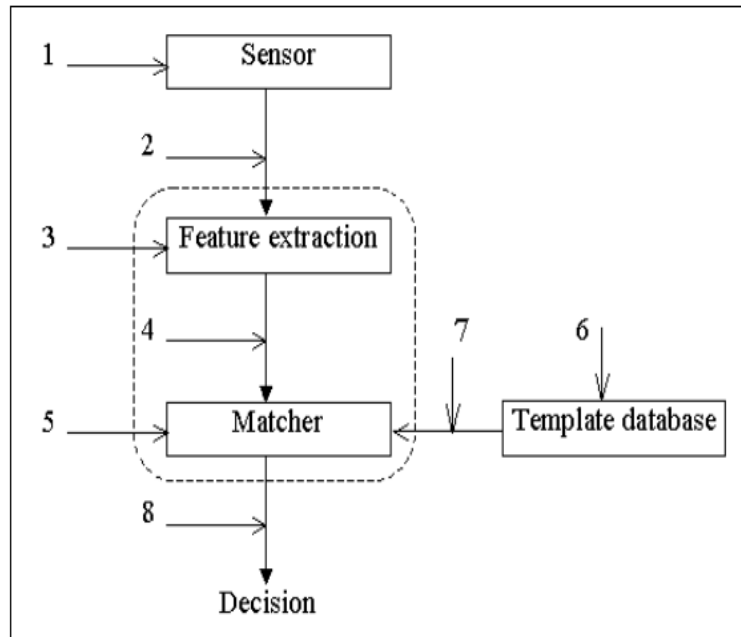 1
Sensor
2
3
Feature extraction
4
7
6
5
Matcher
Template database
8
Decision